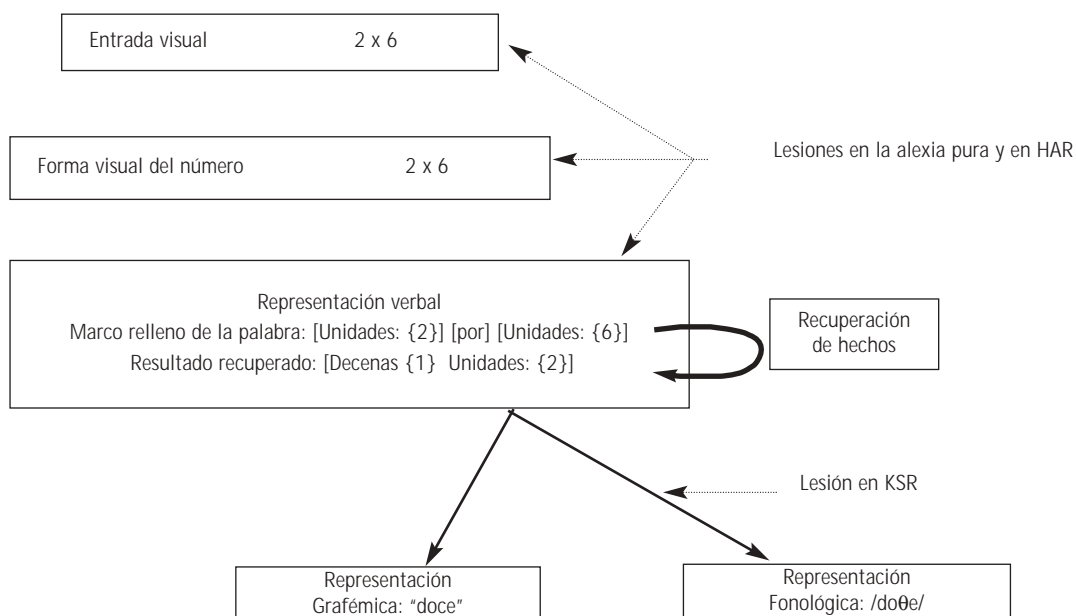 Entrada visual 2 x 6
Forma visual del número 2 x 6
Lesiones en la alexia pura y en HAR
Representación verbal
Marco relleno de la palabra: [Unidades: {2}] [por] [Unidades: {6}]
Resultado recuperado: [Decenas {1} Unidades: {2}]
Recuperación
de hechos
Lesión en KSR
Representación
Grafémica: "doce"
Representación
Fonológica: /doθe/